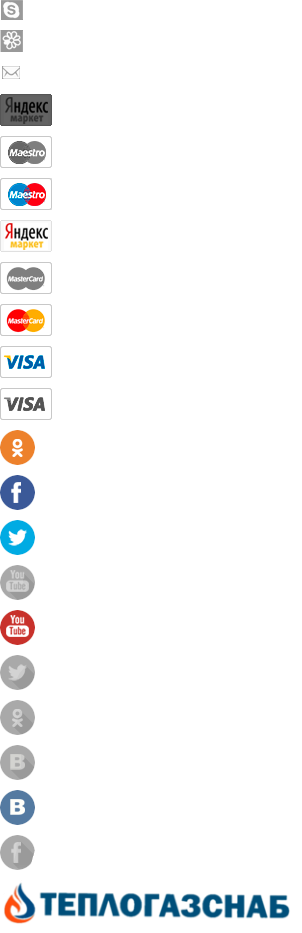 S
Яндекс
маркет
Maestro
Maestro
Яндекс
маркет
MasterCard
MasterCard
VISA
VISA
f
You
Tube
You
Tube
B
B
f
ТЕПЛОГАЗСНАБ